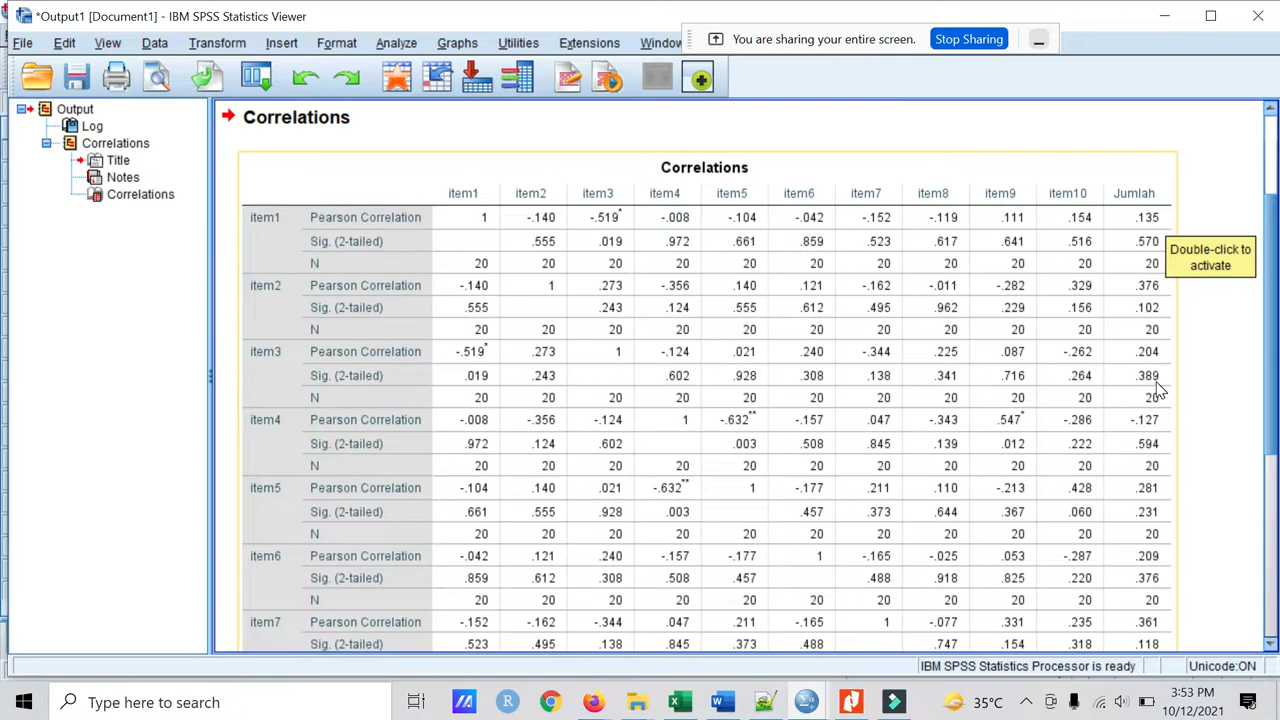 *Output1 [Document1] - IBM SPSS Statistics Viewer
You are sharing your entire screen. Stop Sharing
File Edit View Data Transform Insert Format Analyze Graphs Utilities Extensions Window
Output
Log
Correlations
Title
Notes
Correlations
Correlations
Correlations
item1 item2 item3 item4 item5 item6 item7 item8 item9 item10 Jumlah
item1 Pearson Correlation 1 -.140 -.519* -.008 -.104 -.042 -.152 -.119 .111 .154 .135
Sig. (2-tailed) .555 .019 .972 .661 .859 .523 .617 .641 .516 .570
N 20 20 20 20 20 20 20 20 20 20 20
Double-click to
activate
item2 Pearson Correlation -.140 1 .273 -.356 .140 .121 -.162 -.011 -.282 .329 .376
Sig. (2-tailed) .555 .243 .124 .555 .612 .495 .962 .229 .156 .102
N 20 20 20 20 20 20 20 20 20 20 20
item3 Pearson Correlation -.519* .273 1 -.124 .021 .240 -.344 .225 .087 -.262 .204
Sig. (2-tailed) .019 .243 .602 .928 .308 .138 .341 .716 .264 .389
N 20 20 20 20 20 20 20 20 20 20 20
item4 Pearson Correlation -.008 -.356 -.124 1 -.632** -.157 .047 -.343 .547* -.286 -.127
Sig. (2-tailed) .972 .124 .602 .003 .508 .845 .139 .012 .222 .594
N 20 20 20 20 20 20 20 20 20 20 20
item5 Pearson Correlation -.104 .140 .021 -.632** 1 -.177 .211 .110 -.213 .428 .281
Sig. (2-tailed) .661 .555 .928 .003 .457 .373 .644 .367 .060 .231
N 20 20 20 20 20 20 20 20 20 20 20
item6 Pearson Correlation -.042 .121 .240 -.157 -.177 1 -.165 -.025 .053 -.287 .209
Sig. (2-tailed) .859 .612 .308 .508 .457 .488 .918 .825 .220 .376
N 20 20 20 20 20 20 20 20 20 20 20
item7 Pearson Correlation -.152 -.162 -.344 .047 .211 -.165 1 -.077 .331 .235 .361
Sig. (2-tailed) .523 .495 .138 .845 .373 .488 .747 .154 .318 .118
IBM SPSS Statistics Processor is ready Unicode:ON
Type here to search
35°C
3:53 PM
10/12/2021